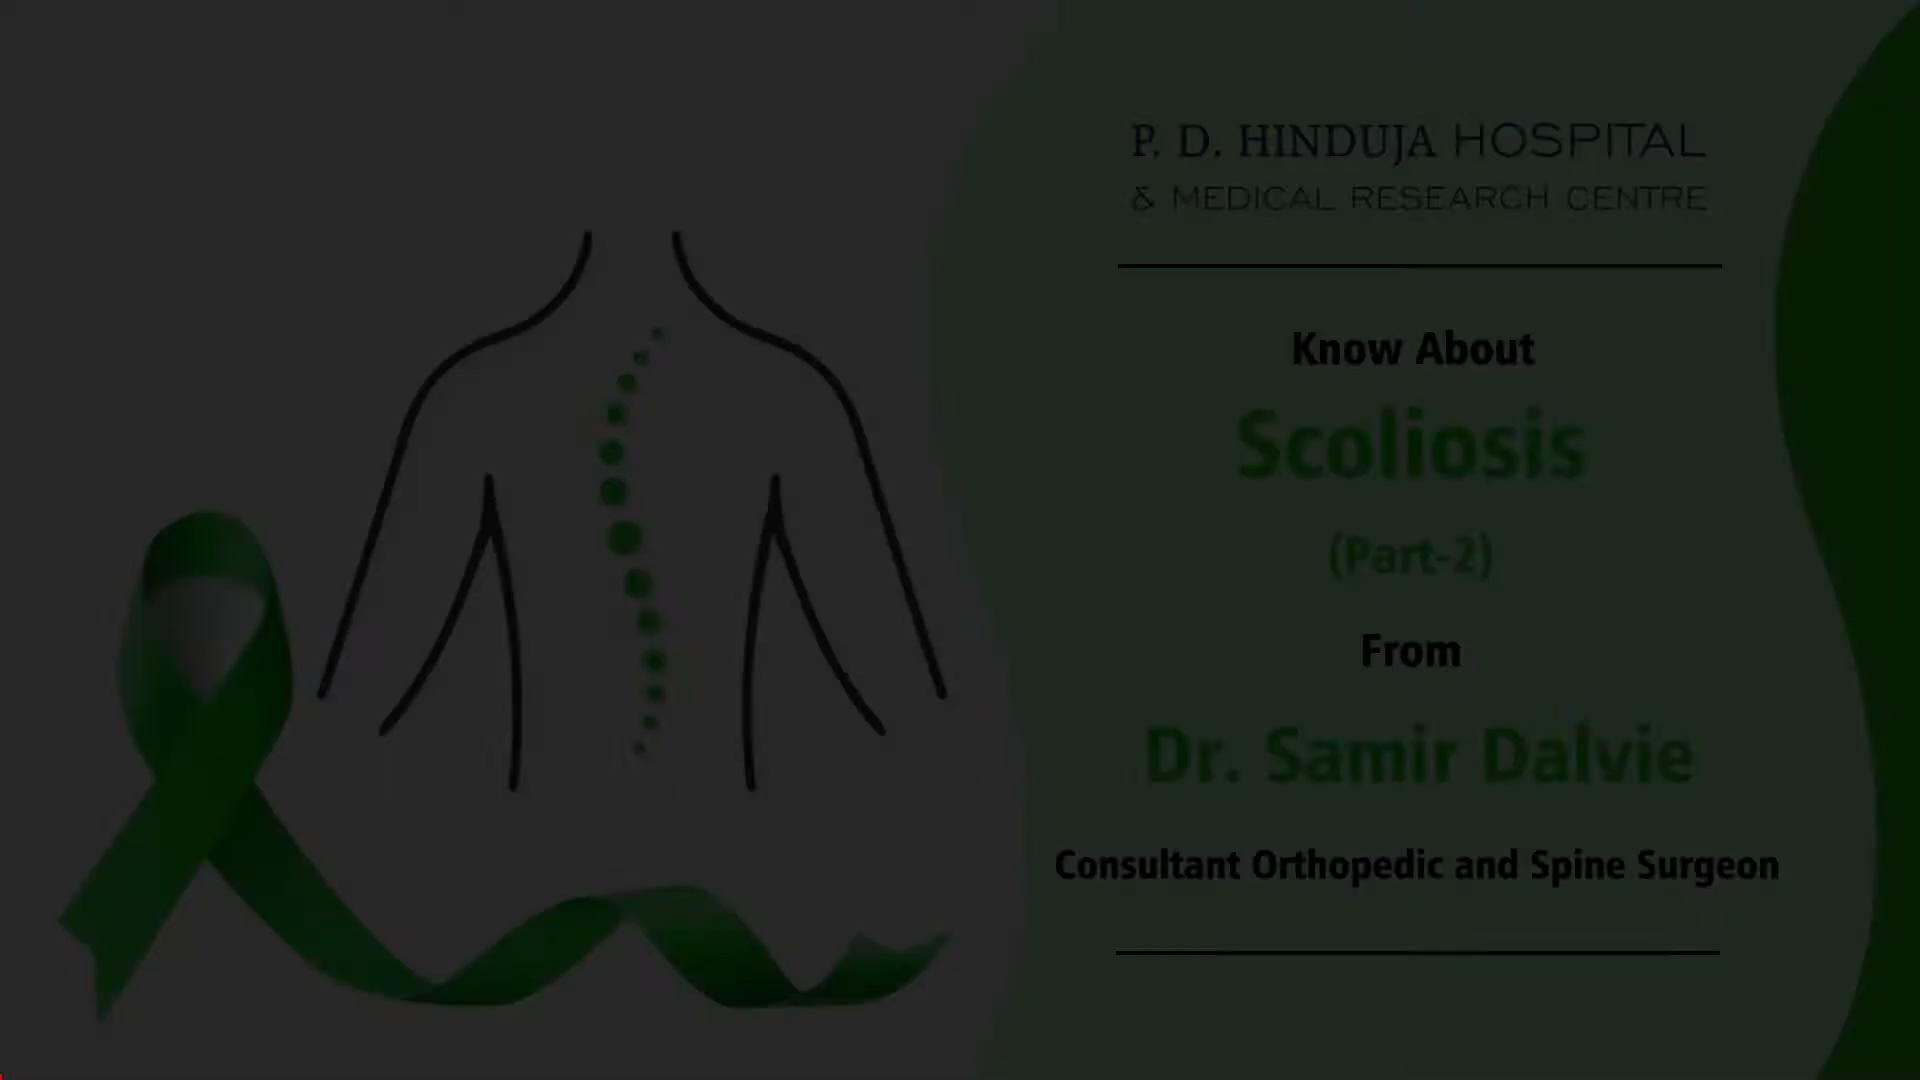 P. D. HINDUJA HOSPITAL
& MEDICAL RESEARCH CENTRE
Know About
Scoliosis
(Part-2)
From
Dr. Samir Dalvie
Consultant Orthopedic and Spine Surgeon